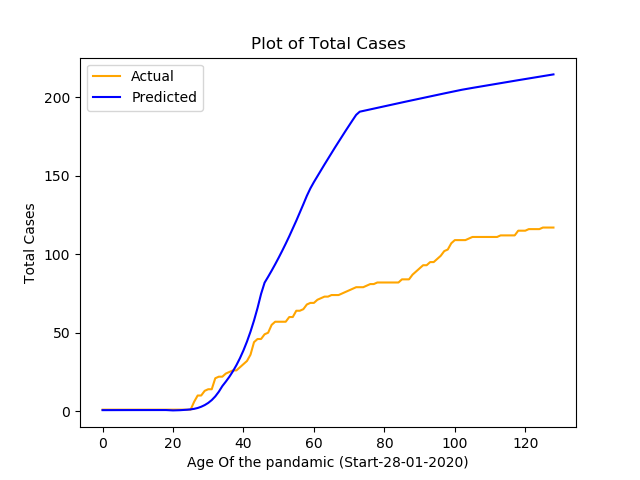 Plot of Total Cases
Actual
Predicted
200
150
100
50
0
Total Cases
0 20 40 60 80 100 120
Age Of the pandamic (Start-28-01-2020)